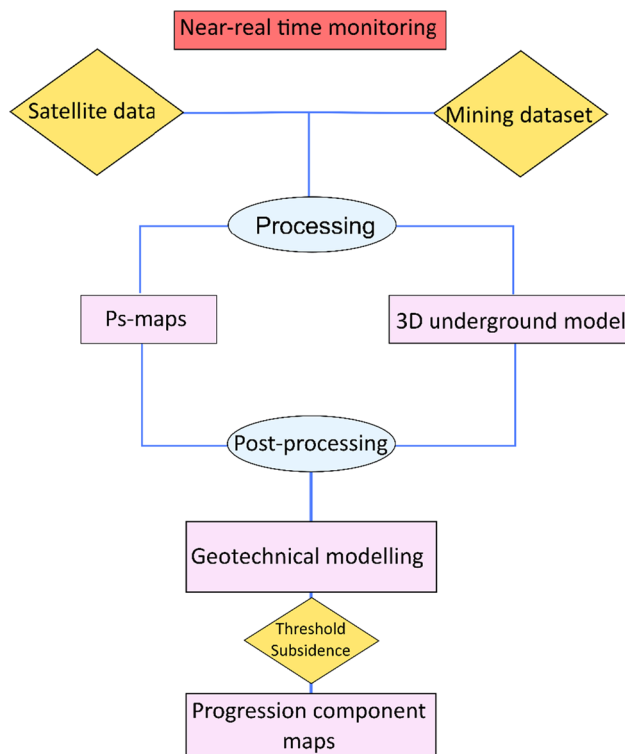 Near-real time monitoring
Satellite data
Mining dataset
Processing
Ps-maps
3D underground model
Post-processing
Geotechnical modelling
Threshold
Subsidence
Progression component
maps